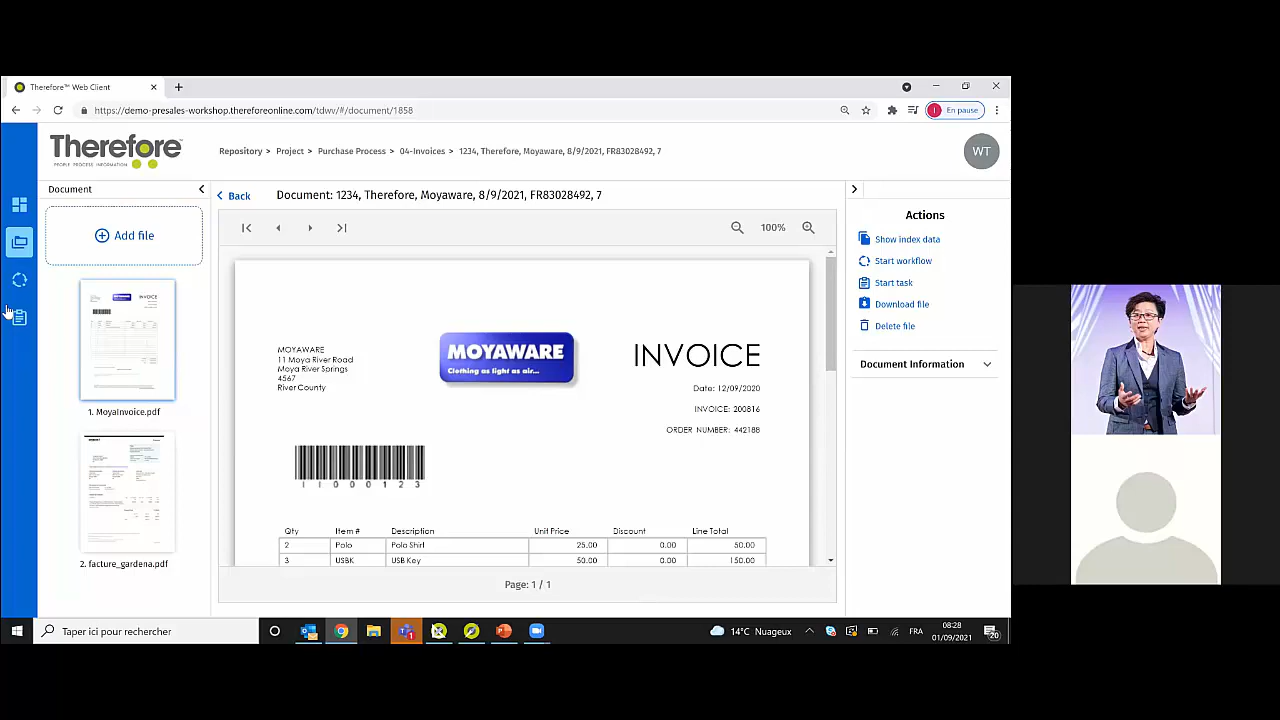 Therefore™ Web Client
https://demo-presales-workshop.thereforeonline.com/tdwv/#/document/1858
En pause
Therefore™
PEOPLE PROCESS INFORMATION
Repository > Project > Purchase Process > 04-Invoices > 1234, Therefore, Moyaware, 8/9/2021, FR83028492, 7
WT
Document
Back
Document: 1234, Therefore, Moyaware, 8/9/2021, FR83028492, 7
Add file
1. MoyaInvoice.pdf
2. facture_gardena.pdf
100%
MOYAWARE
11 Moya River Road
Moya River Springs
4567
River County
MOYAWARE
Clothing as light as air...
INVOICE
Date: 12/09/2020
INVOICE: 200816
ORDER NUMBER: 442188
11000123
Qty Item # Description Unit Price Discount Line Total
2 Polo Polo Shirt 25.00 0.00 50.00
3 USBK USB Key 50.00 0.00 150.00
Page: 1 / 1
Actions
Show index data
Start workflow
Start task
Download file
Delete file
Document Information
Taper ici pour rechercher
14°C Nuageux
FRA
08:28
01/09/2021
20